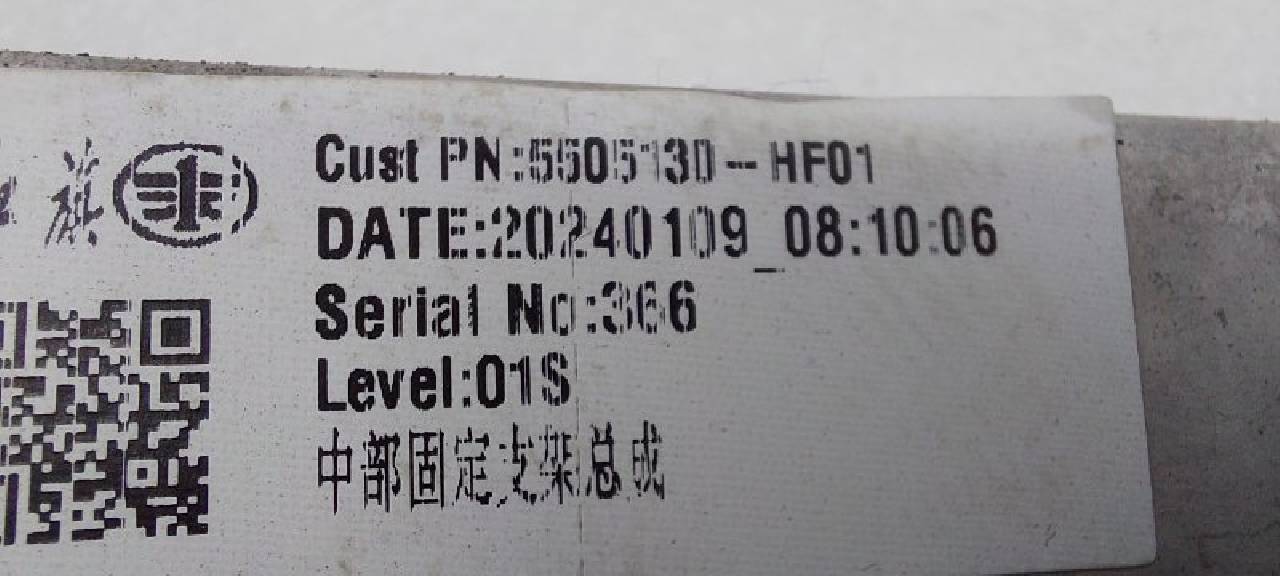 旗
Cust PN:5505130-HF01
DATE:20240109_08:10:06
Serial No:366
Level:01S
中部固定支架总成